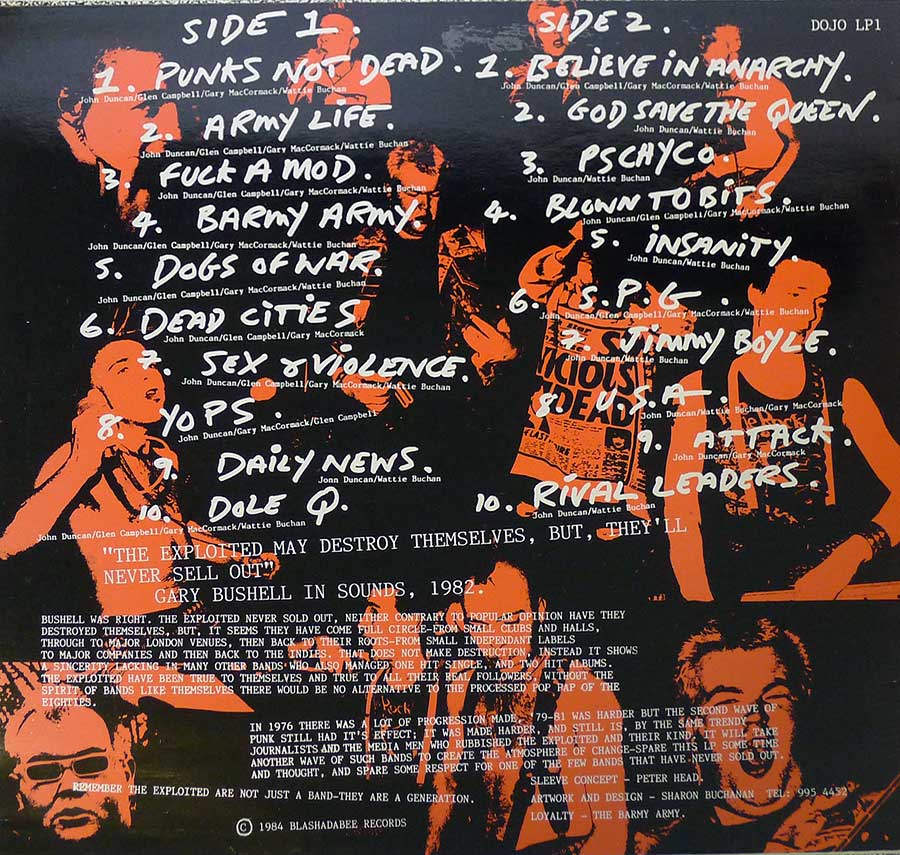 SIDE 1.
1. PUNKS NOT DEAD.
John Duncan/Glen Campbell/Gary MacCormack/Wattie Buchan
2. ARMY LIFE.
John Duncan/Glen Campbell/Gary MacCormack/Wattie Buchan
3. FUCK A MOD.
John Duncan/Glen Campbell/Gary MacCormack/Wattie Buchan
4. BARMY ARMY.
John Duncan/Glen Campbell/Gary MacCormack/Wattie Buchan
5. DOGS OF WAR.
John Duncan/Glen Campbell/Gary MacCormack/Wattie Buchan
6. DEAD CITIES
John Duncan/Glen Campbell/Gary MacCormack
7. SEX & VIOLENCE.
John Duncan/Glen Campbell/Gary MacCormack/Wattie Buchan
8. YOPS.
John Duncan/Gary MacCormack/Glen Campbell
9. DAILY NEWS.
John Duncan/Wattie Buchan
10. DOLE Q.
John Duncan/Glen Campbell/Gary MacCormack/Wattie Buchan
SIDE 2.
DOJO LP1
1. BELIEVE IN ANARCHY.
John Duncan/Glen Campbell/Gary MacCormack/Wattie Buchan
2. GOD SAVE THE QUEEN.
John Duncan/Wattie Buchan
3. PSCHYCO.
John Duncan/Wattie Buchan
4. BLOWN TO BITS.
John Duncan/Glen Campbell/Gary MacCormack/Wattie Buchan
5. INSANITY.
John Duncan/Wattie Buchan
6. S.P.G.
John Duncan/Glen Campbell/Gary MacCormack/Wattie Buchan
7. JIMMY BOYLE.
John Duncan/Wattie Buchan
8. U.S.A.
John Duncan/Wattie Buchan/Gary MacCormack
9. ATTACK.
John Duncan/Gary MacCormack
10. RIVAL LEADERS.
John Duncan/Wattie Buchan
VICIOUS
DEAD
"THE EXPLOITED MAY DESTROY THEMSELVES, BUT, THEY'LL
NEVER SELL OUT"
GARY BUSHELL IN SOUNDS, 1982.
BUSHELL WAS RIGHT. THE EXPLOITED NEVER SOLD OUT, NEITHER CONTRARY TO POPULAR OPINION HAVE THEY
DESTROYED THEMSELVES, BUT, IT SEEMS THEY HAVE COME FULL CIRCLE-FROM SMALL CLUBS AND HALLS,
THROUGH TO MAJOR LONDON VENUES, THEN BACK TO THEIR ROOTS-FROM SMALL INDEPENDANT LABELS
TO MAJOR COMPANIES AND THEN BACK TO THE INDIES. THAT DOES NOT MAKE DESTRUCTION, INSTEAD IT SHOWS
A SINCERITY LACKING IN MANY OTHER BANDS WHO ALSO MANAGED ONE HIT SINGLE, AND TWO HIT ALBUMS.
THE EXPLOITED HAVE BEEN TRUE TO THEMSELVES AND TRUE TO ALL THEIR REAL FOLLOWERS. WITHOUT THE
SPIRIT OF BANDS LIKE THEMSELVES THERE WOULD BE NO ALTERNATIVE TO THE PROCESSED POP PAP OF THE
EIGHTIES.
IN 1976 THERE WAS A LOT OF PROGRESSION MADE, '79-81 WAS HARDER BUT THE SECOND WAVE OF
PUNK STILL HAD IT'S EFFECT; IT WAS MADE HARDER, AND STILL IS, BY THE SAME TRENDY
JOURNALISTS AND THE MEDIA MEN WHO RUBBISHED THE EXPLOITED AND THEIR KIND. IT WILL TAKE
ANOTHER WAVE OF SUCH BANDS TO CREATE THE ATMOSPHERE OF CHANGE-SPARE THIS LP SOME TIME
AND THOUGHT, AND SPARE SOME RESPECT FOR ONE OF THE FEW BANDS THAT HAVE NEVER SOLD OUT.
REMEMBER THE EXPLOITED ARE NOT JUST A BAND-THEY ARE A GENERATION.
SLEEVE CONCEPT - PETER HEAD.
ARTWORK AND DESIGN - SHARON BUCHANAN TEL: 995 4452
LOYALTY - THE BARMY ARMY.
© 1984 BLASHADABEE RECORDS